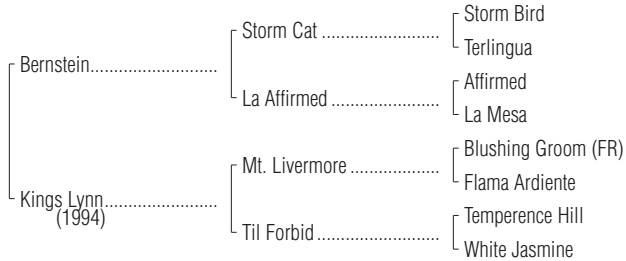 Storm Bird
Storm Cat ........................
Terlingua
Bernstein..........................
Affirmed
La Affirmed ......................
La Mesa
Blushing Groom (FR)
Mt. Livermore ..................
Flama Ardiente
Kings Lynn.......................
(1994)
Temperence Hill
Til Forbid .........................
White Jasmine